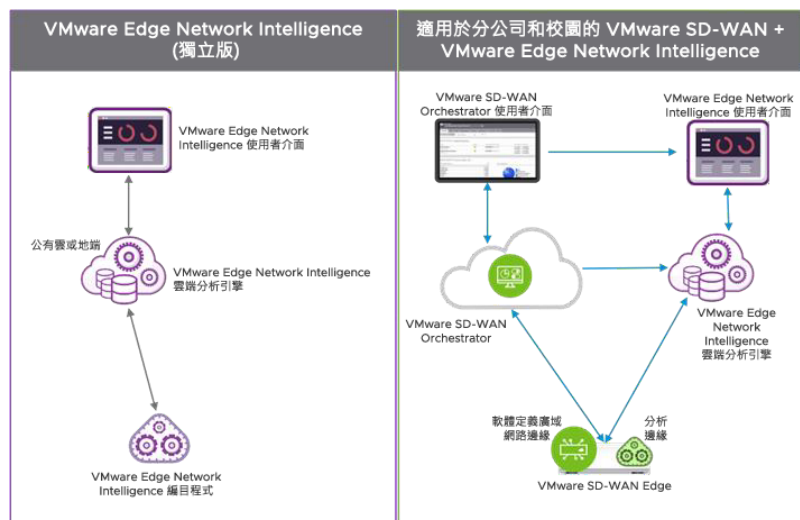 VMware Edge Network Intelligence
(獨立版)
VMware Edge Network
Intelligence 使用者介面
公有雲或地端
VMware Edge Network Intelligence
雲端分析引擎
VMware Edge Network
Intelligence 編目程式
適用於分公司和校園的 VMware SD-WAN +
VMware Edge Network Intelligence
VMware SD-WAN
Orchestrator 使用者介面
VMware Edge Network
Intelligence 使用者介面
VMware SD-WAN
Orchestrator
VMware Edge
Network
Intelligence
雲端分析引擎
軟體定義廣域
網路邊緣
分析
邊緣
VMware SD-WAN Edge